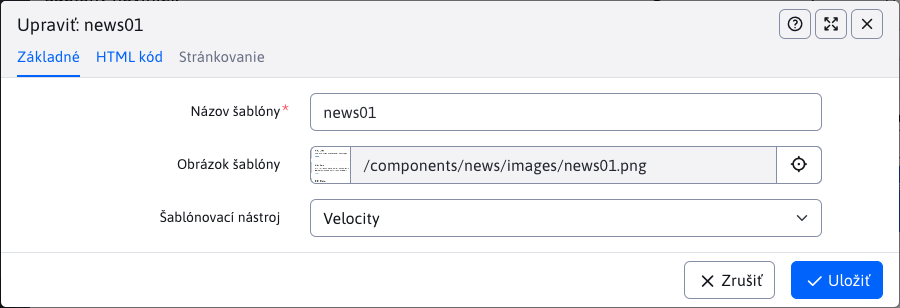 Upraviť: news01
Základné HTML kód Stránkovanie
Názov šablóny*
news01
Obrázok šablóny
/components/news/images/news01.png
Šablónovací nástroj
Velocity
Zrušiť Uložiť